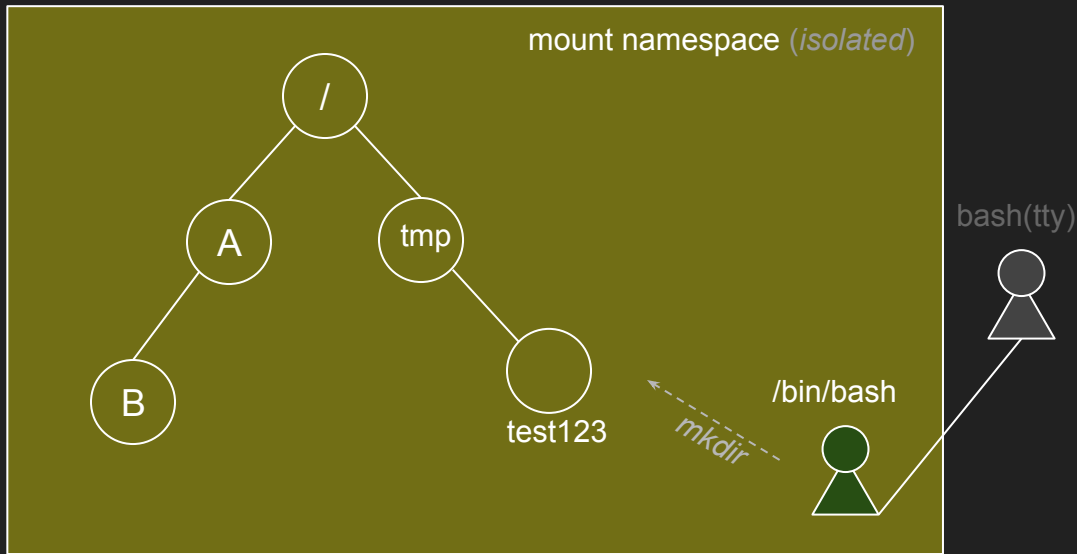 mount namespace (isolated)
/
A
tmp
bash(tty)
B
test123
mkdir
/bin/bash